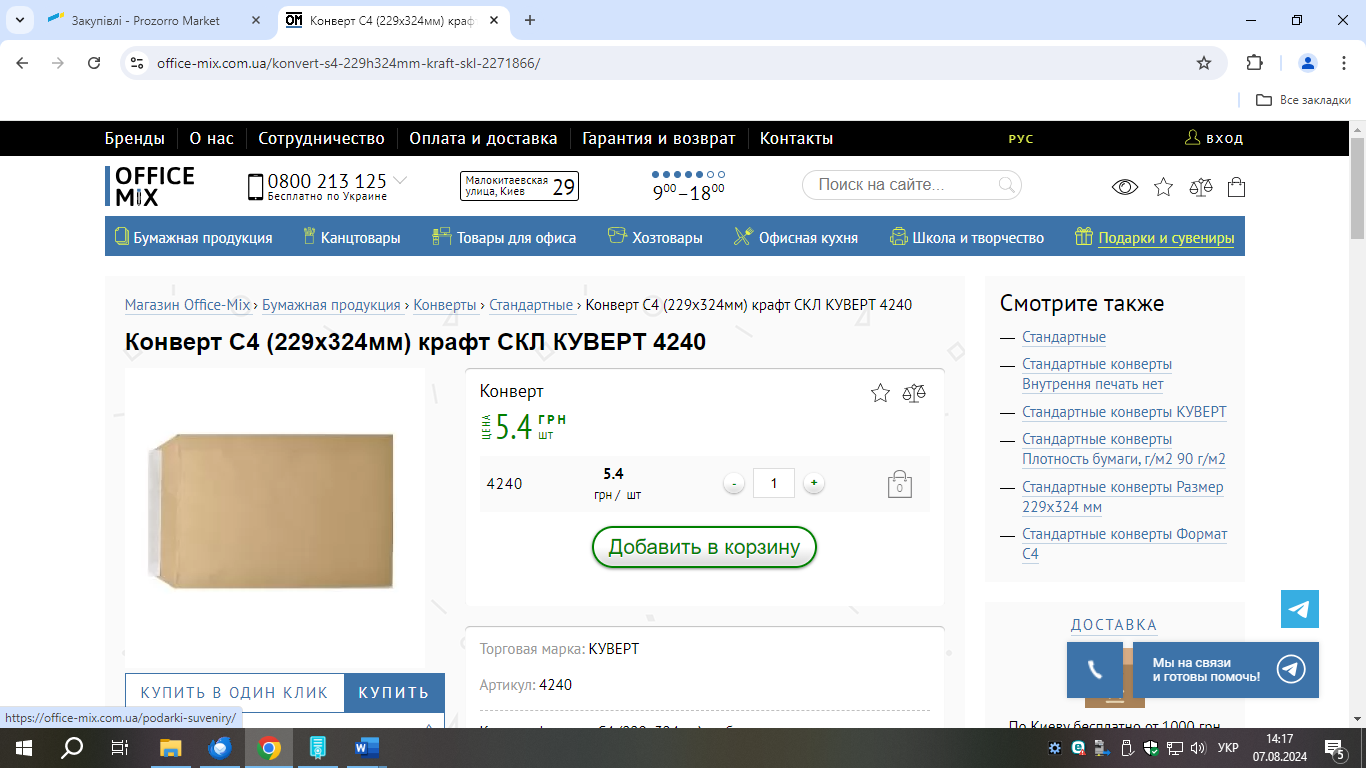 Закупівлі - Prozorro Market
Конверт С4 (229х324мм) краф
office-mix.com.ua/konvert-s4-229h324mm-kraft-skl-2271866/
Все закладки
Бренды
О нас
Сотрудничество
Оплата и доставка
Гарантия и возврат
Контакты
РУС
ВХОД
OFFICE
MIX
0800 213 125
Бесплатно по Украине
Малокитаевская
улица, Киев
29
9⁰⁰–18⁰⁰
Поиск на сайте...
Бумажная продукция
Канцтовары
Товары для офиса
Хозтовары
Офисная кухня
Школа и творчество
Подарки и сувениры
Магазин Office-Mix › Бумажная продукция › Конверты › Стандартные › Конверт С4 (229х324мм) крафт СКЛ КУВЕРТ 4240
Конверт С4 (229х324мм) крафт СКЛ КУВЕРТ 4240
Конверт
ЦЕНА
5.4 ГРН
шт
4240
5.4
грн / шт
-
1
+
0
Добавить в корзину
Торговая марка: КУВЕРТ
Артикул: 4240
КУПИТЬ В ОДИН КЛИК
КУПИТЬ
Смотрите также
— Стандартные
— Стандартные конверты
Внутрення печать нет
— Стандартные конверты КУВЕРТ
— Стандартные конверты
Плотность бумаги, г/м2 90 г/м2
— Стандартные конверты Размер
229х324 мм
— Стандартные конверты Формат
С4
ДОСТАВКА
Мы на связи
и готовы помочь!
По Киеву бесплатно от 1000 грн
https://office-mix.com.ua/podarki-suveniry/
УКР
14:17
07.08.2024
5